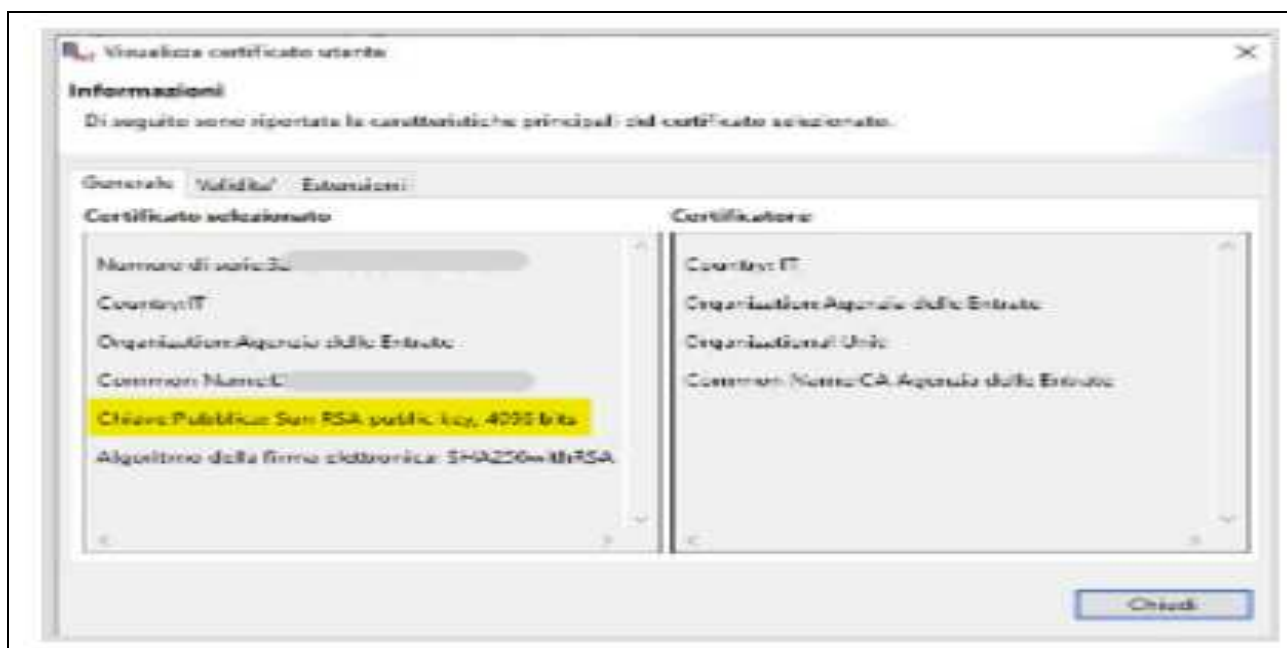 Visualizza certificato utente
Informazioni
Di seguito sono riportate le caratteristiche principali del certificato selezionato.
Generale Validita' Estensioni
Certificato selezionato
Numero di serie:3
Country:IT
Organization:Agenzia delle Entrate
Common Name:
Chiave Pubblica: Sun RSA public key, 4096 bits
Algoritmo della firma elettronica: SHA256withRSA
Certificatore
Country: IT
Organization:Agenzia delle Entrate
Organizational Unit:
Common Name:CA Agenzia delle Entrate
Chiudi